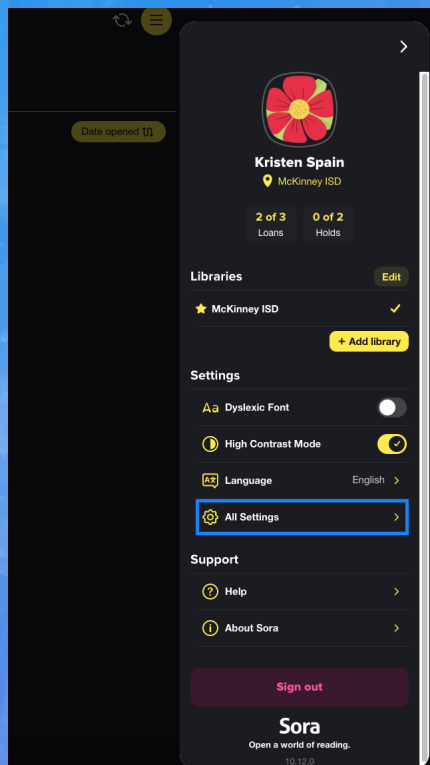 Date opened
Kristen Spain
McKinney ISD
2 of 3
Loans
0 of 2
Holds
Libraries
Edit
McKinney ISD
+ Add library
Settings
Aa Dyslexic Font
High Contrast Mode
Language
English
All Settings
Support
? Help
i About Sora
Sign out
Sora
Open a world of reading.
10.12.0